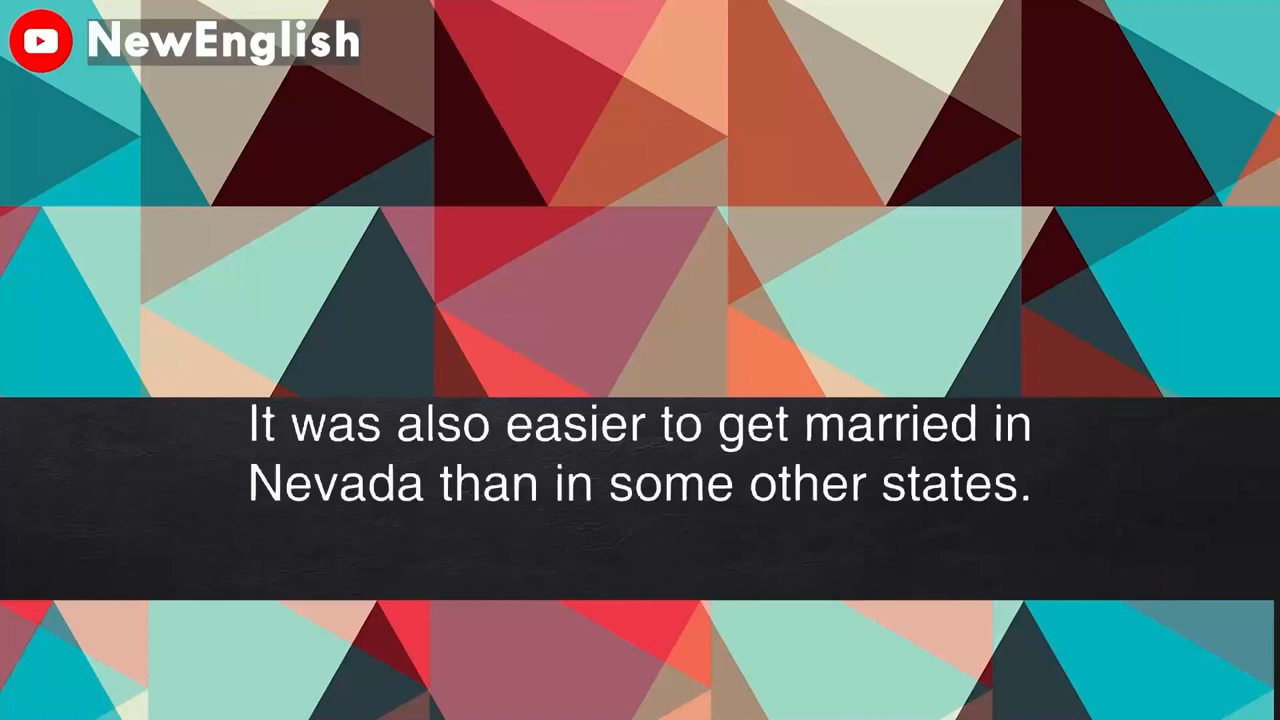 NewEnglish
It was also easier to get married in
Nevada than in some other states.